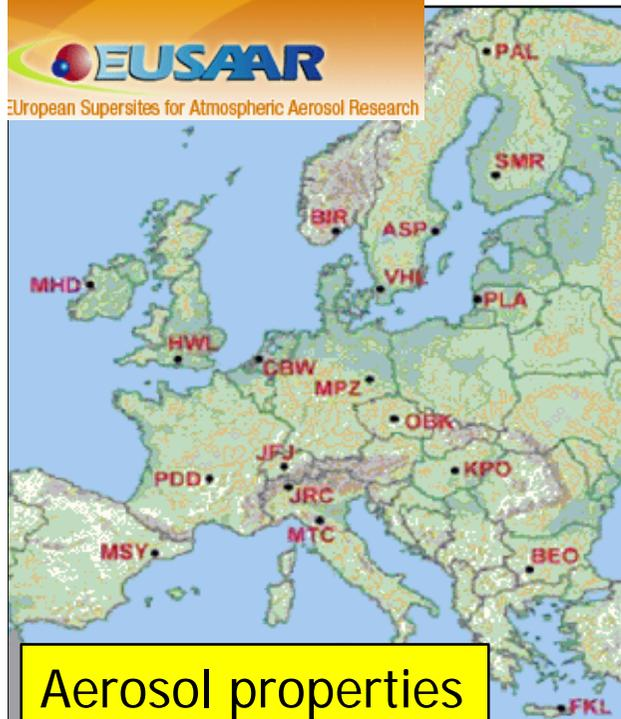 EUSAAR
EUropean Supersites for Atmospheric Aerosol Research
PAL
SMR
BIR
ASP
VHL
MHD
PLA
HWL
CBW
MPZ
OBK
JFJ
PDD
KPO
JRC
MTC
MSY
BEO
Aerosol properties
FKL